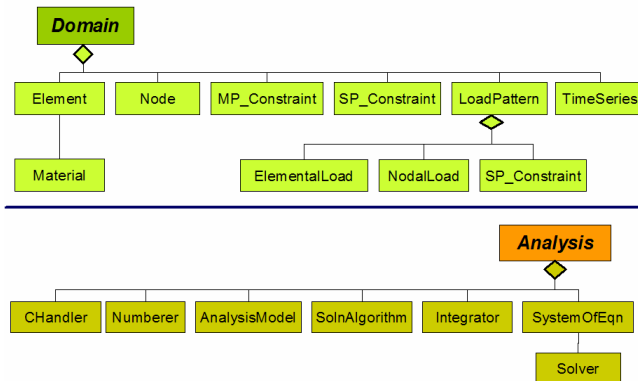 Domain
Element Node MP_Constraint SP_Constraint LoadPattern TimeSeries
Material ElementalLoad NodalLoad SP_Constraint
Analysis
CHandler Numberer AnalysisModel SolnAlgorithm Integrator SystemOfEqn
Solver